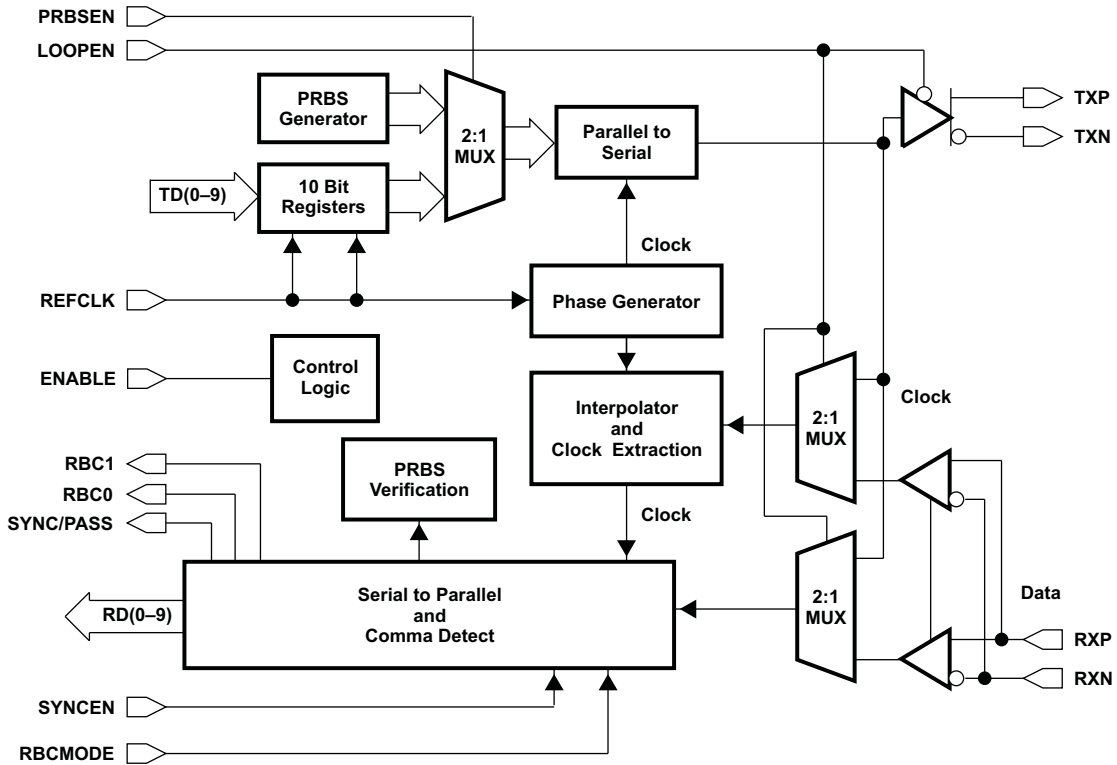 PRBSEN
LOOPEN
PRBS
Generator
2:1
MUX
Parallel to
Serial
TXP
TXN
TD(0–9)
10 Bit
Registers
Clock
REFCLK
Phase Generator
ENABLE
Control
Logic
Interpolator
and
Clock Extraction
2:1
MUX
Clock
RBC1
RBC0
SYNC/PASS
PRBS
Verification
Clock
RD(0–9)
Serial to Parallel
and
Comma Detect
2:1
MUX
Data
RXP
RXN
SYNCEN
RBCMODE